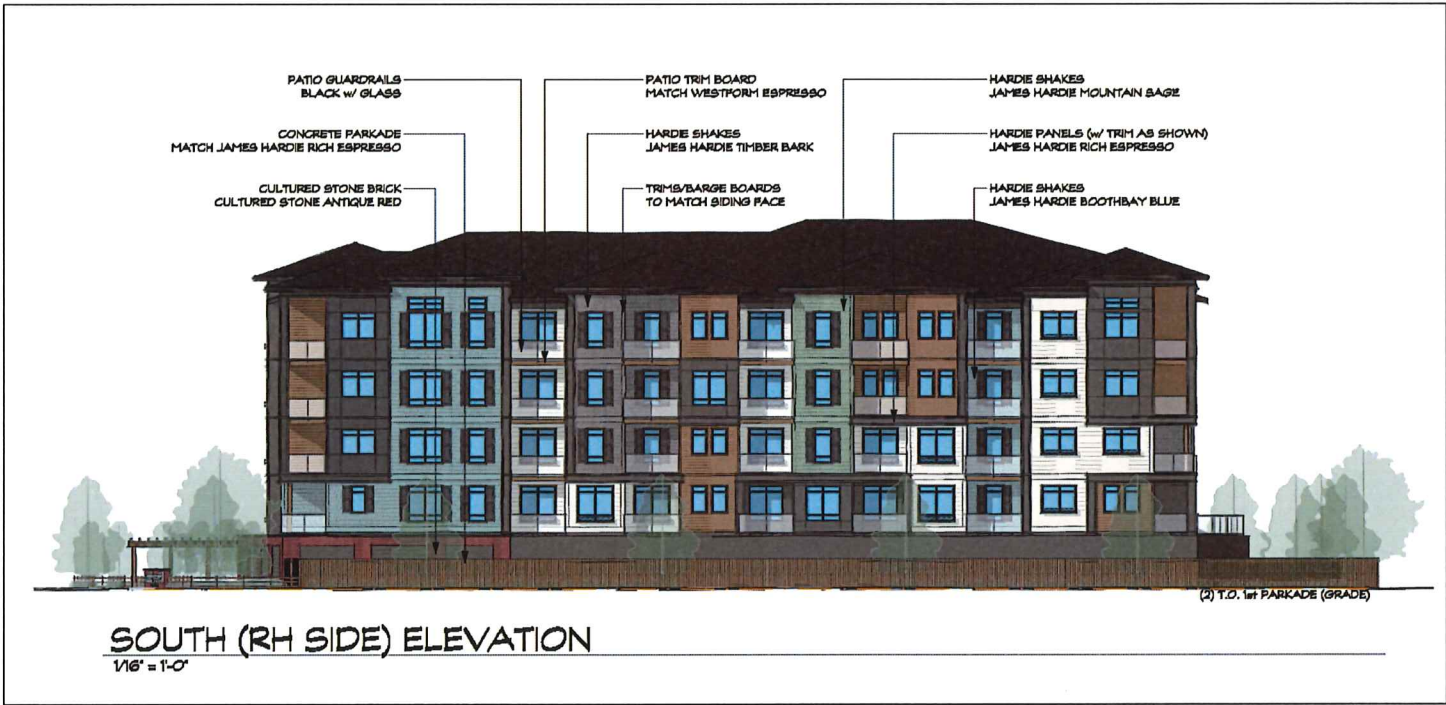 PATIO GUARDRAILS
BLACK w/ GLASS
CONCRETE PARKADE
MATCH JAMES HARDIE RICH ESPRESSO
CULTURED STONE BRICK
CULTURED STONE ANTIQUE RED
PATIO TRIM BOARD
MATCH WESTFORM ESPRESSO
HARDIE SHAKES
JAMES HARDIE TIMBER BARK
TRIMS/BARGE BOARDS
TO MATCH SIDING FACE
HARDIE SHAKES
JAMES HARDIE MOUNTAIN SAGE
HARDIE PANELS (w/ TRIM AS SHOWN)
JAMES HARDIE RICH ESPRESSO
HARDIE SHAKES
JAMES HARDIE BOOTHBAY BLUE
(2) T.O. 1st PARKADE (GRADE)
SOUTH (RH SIDE) ELEVATION
1/16" = 1'-0"